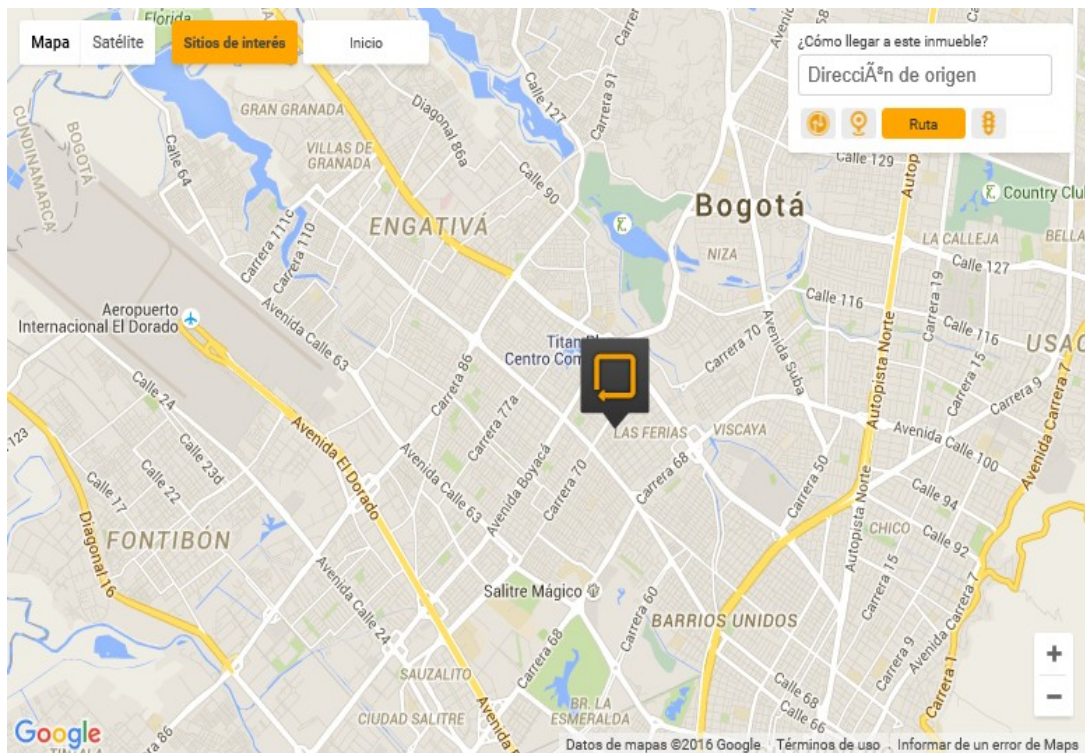 Florida
Mapa
Satélite
Sitios de interés
Inicio
¿Cómo llegar a este inmueble?
DirecciÃªn de origen
Ruta
CUNDINAMARCA
BOGOTÁ
Calle 64
GRAN GRANADA
VILLAS DE
GRANADA
Diagonal 86a
Calle 127
Carrera 91
Calle 90
Calle 129
Country Clu
Bogotá
ENGATIVÁ
NIZA
LA CALLEJA
BELLA
Calle 127
Carrera 111c
Carrera 110
Carrera 19
Calle 116
Calle 116
Aeropuerto
Internacional El Dorado
Avenida Calle 63
Titan Pl
Centro Com
Carrera 70
Avenida Suba
Autopista Norte
USAC
Carrera 15
Carrera 9
Carrera 86
Carrera 77a
Calle 24
Avenida El Dorado
Avenida Calle 63
Avenida Boyacá
Carrera 70
LAS FERIAS
VISCAYA
Carrera 68
Carrera 50
Avenida Calle 100
Avenida Carrera 7
123
Calle 23d
Calle 22
Calle 17
Diagonal 16
FONTIBÓN
Calle 94
CHICO
Calle 92
Autopista Norte
Avenida Calle 24
Salitre Mágico
Carrera 60
Carrera 68
BARRIOS UNIDOS
Carrera 15
Carrera 9
Avenida Carrera 7
Carrera 1
SAUZALITO
CIUDAD SALITRE
BR. LA
ESMERALDA
Calle 68
Calle 66
+
−
Google
Datos de mapas ©2016 Google
Términos de uso
Informar de un error de Maps